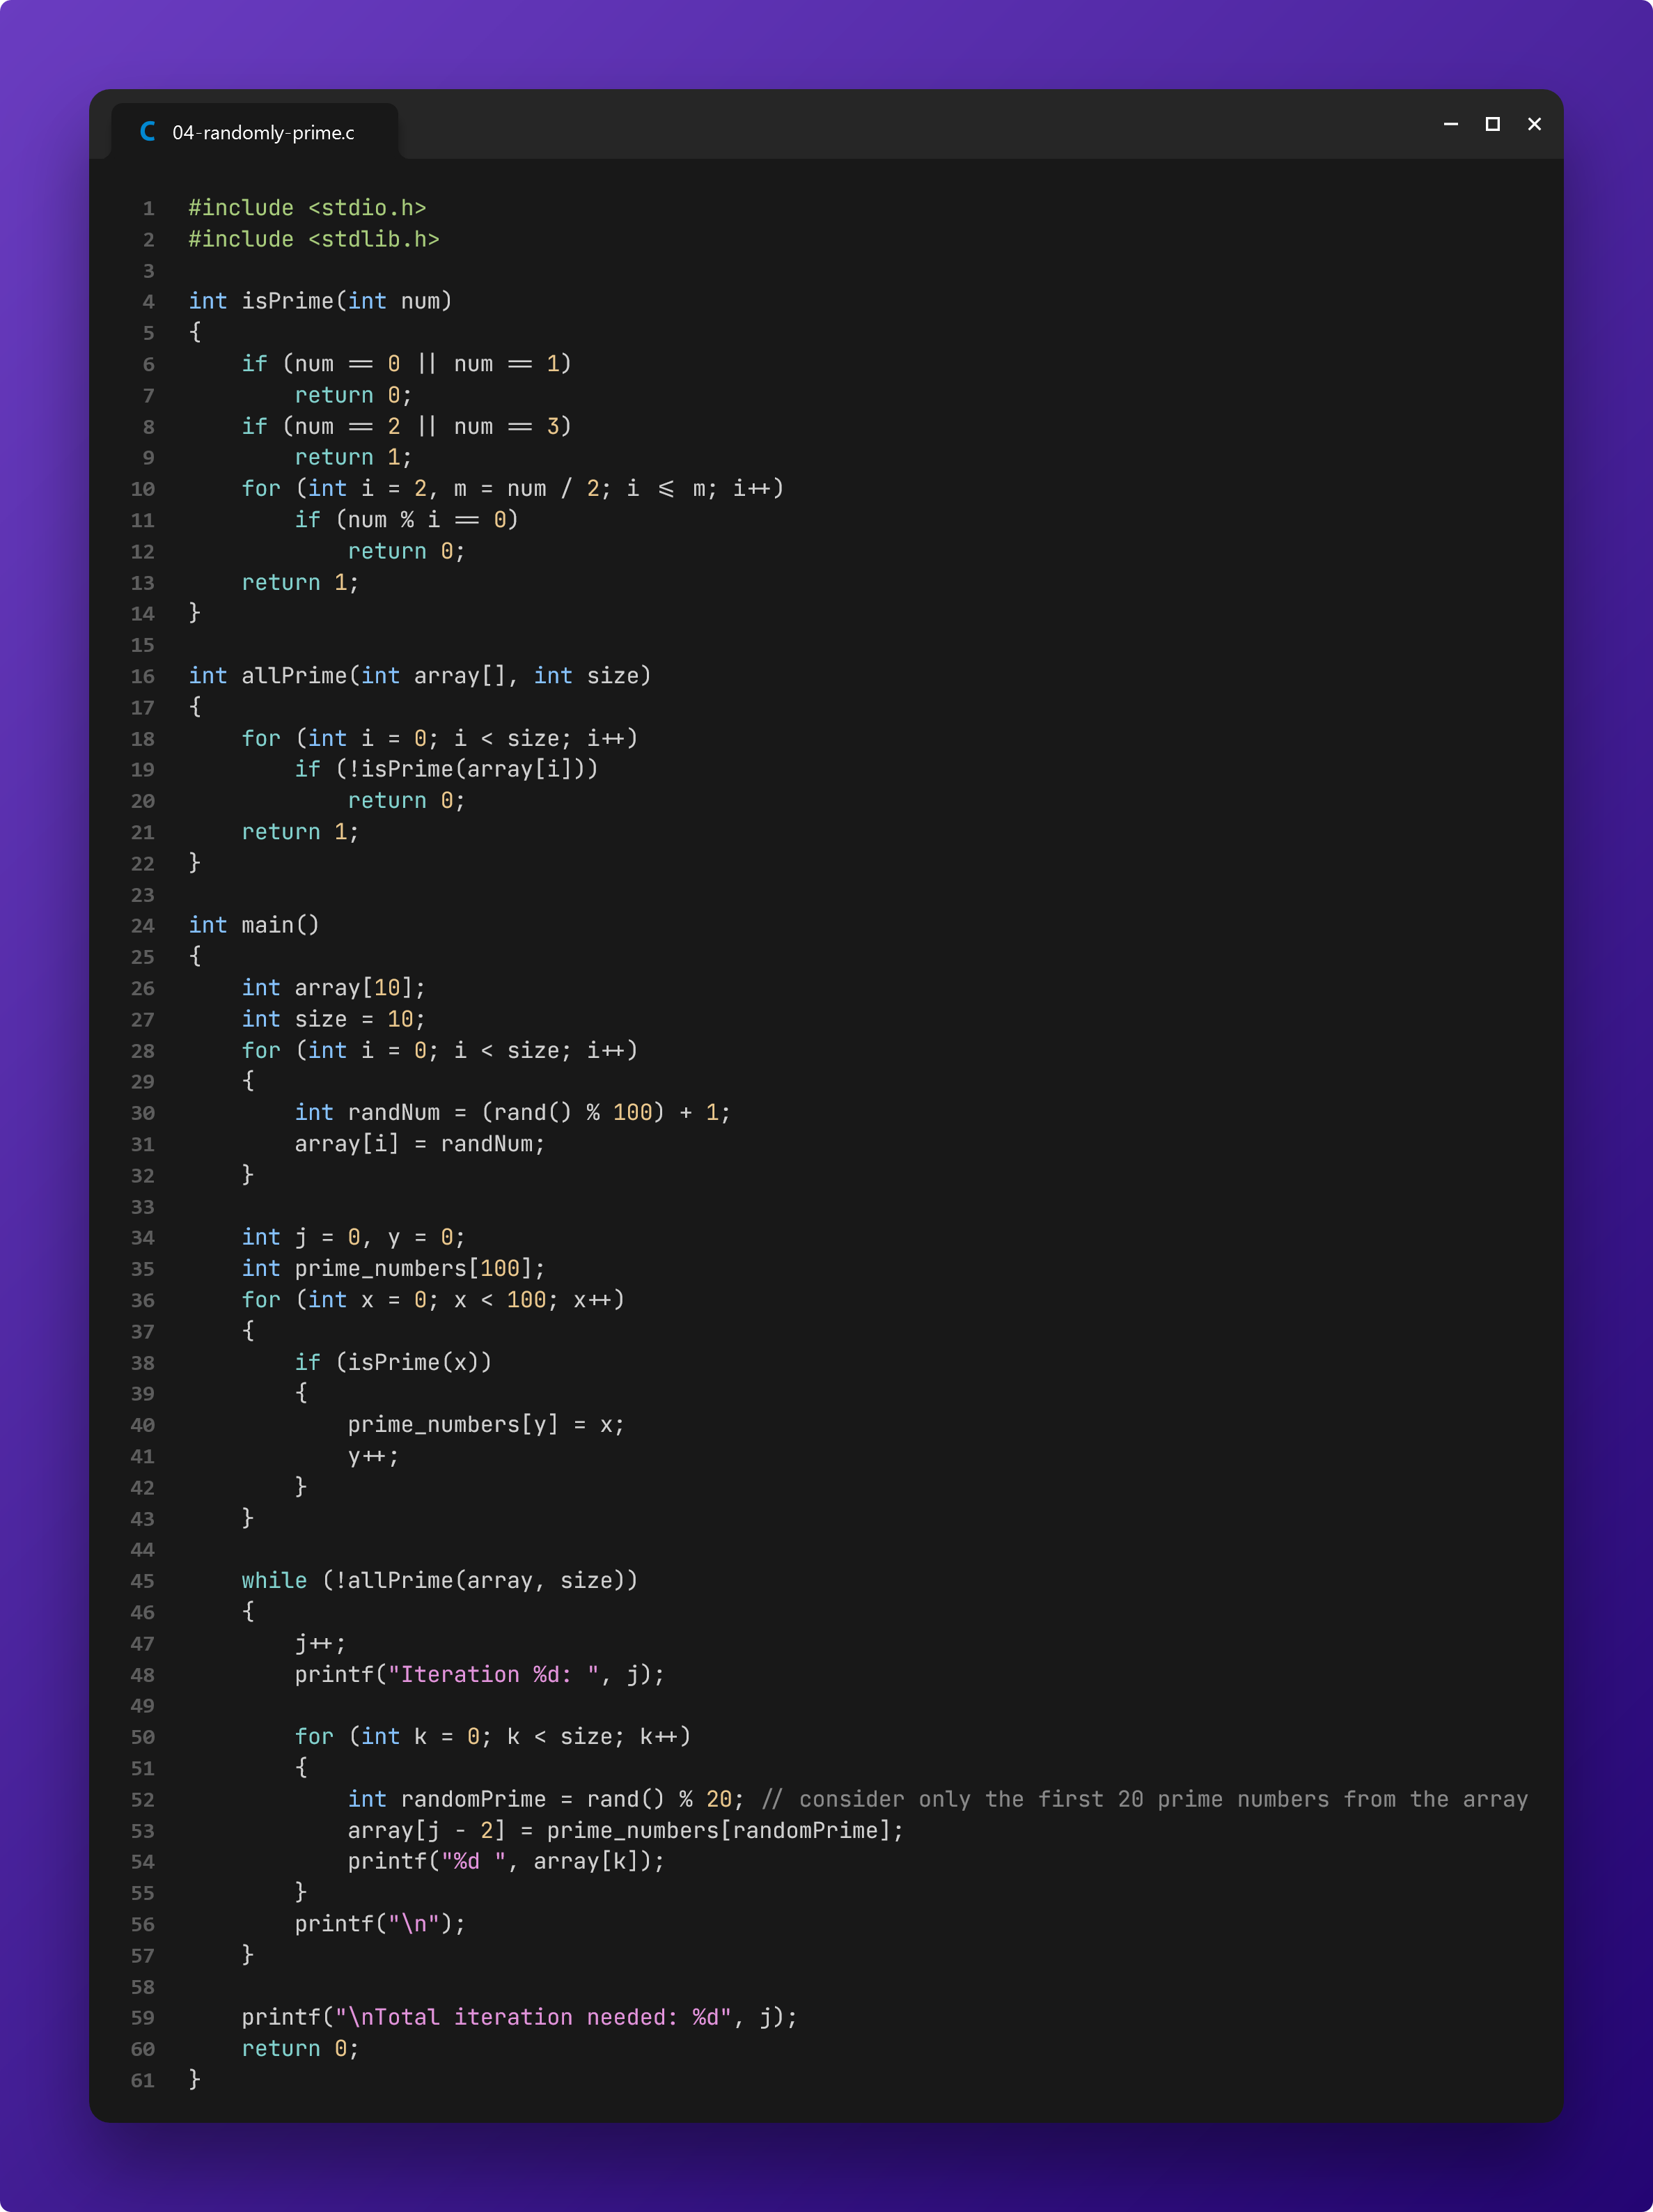 04-randomly-prime.c
1 #include <stdio.h>
2 #include <stdlib.h>
3
4 int isPrime(int num)
5 {
6     if (num == 0 || num == 1)
7         return 0;
8     if (num == 2 || num == 3)
9         return 1;
10     for (int i = 2, m = num / 2; i <= m; i++)
11         if (num % i == 0)
12             return 0;
13     return 1;
14 }
15
16 int allPrime(int array[], int size)
17 {
18     for (int i = 0; i < size; i++)
19         if (!isPrime(array[i]))
20             return 0;
21     return 1;
22 }
23
24 int main()
25 {
26     int array[10];
27     int size = 10;
28     for (int i = 0; i < size; i++)
29     {
30         int randNum = (rand() % 100) + 1;
31         array[i] = randNum;
32     }
33
34     int j = 0, y = 0;
35     int prime_numbers[100];
36     for (int x = 0; x < 100; x++)
37     {
38         if (isPrime(x))
39         {
40             prime_numbers[y] = x;
41             y++;
42         }
43     }
44
45     while (!allPrime(array, size))
46     {
47         j++;
48         printf("Iteration %d: ", j);
49
50         for (int k = 0; k < size; k++)
51         {
52             int randomPrime = rand() % 20; // consider only the first 20 prime numbers from the array
53             array[j - 2] = prime_numbers[randomPrime];
54             printf("%d ", array[k]);
55         }
56         printf("\n");
57     }
58
59     printf("\nTotal iteration needed: %d", j);
60     return 0;
61 }